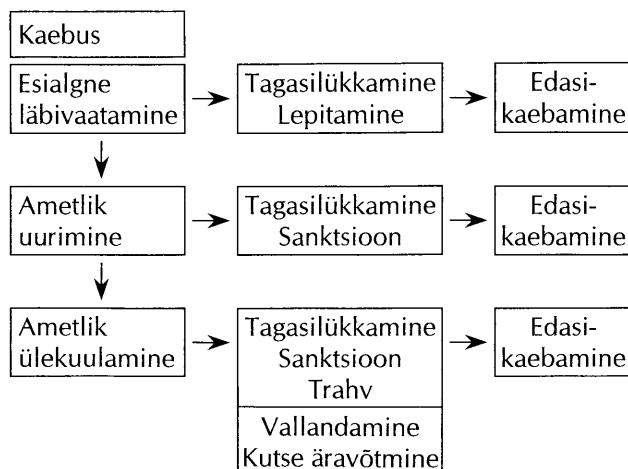 Kaebus
Esialgne
läbivaatamine
Tagasilükkamine
Lepitamine
Edasi-
kaebamine
Ametlik
uurimine
Tagasilükkamine
Sanktsioon
Edasi-
kaebamine
Ametlik
ülekuulamine
Tagasilükkamine
Sanktsioon
Trahv
Edasi-
kaebamine
Vallandamine
Kutse äravõtmine